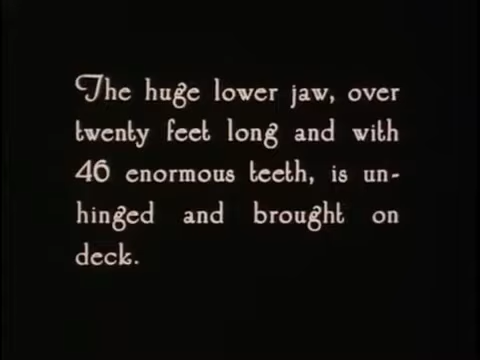 The huge lower jaw, over
twenty feet long and with
46 enormous teeth, is un-
hinged and brought on
deck.